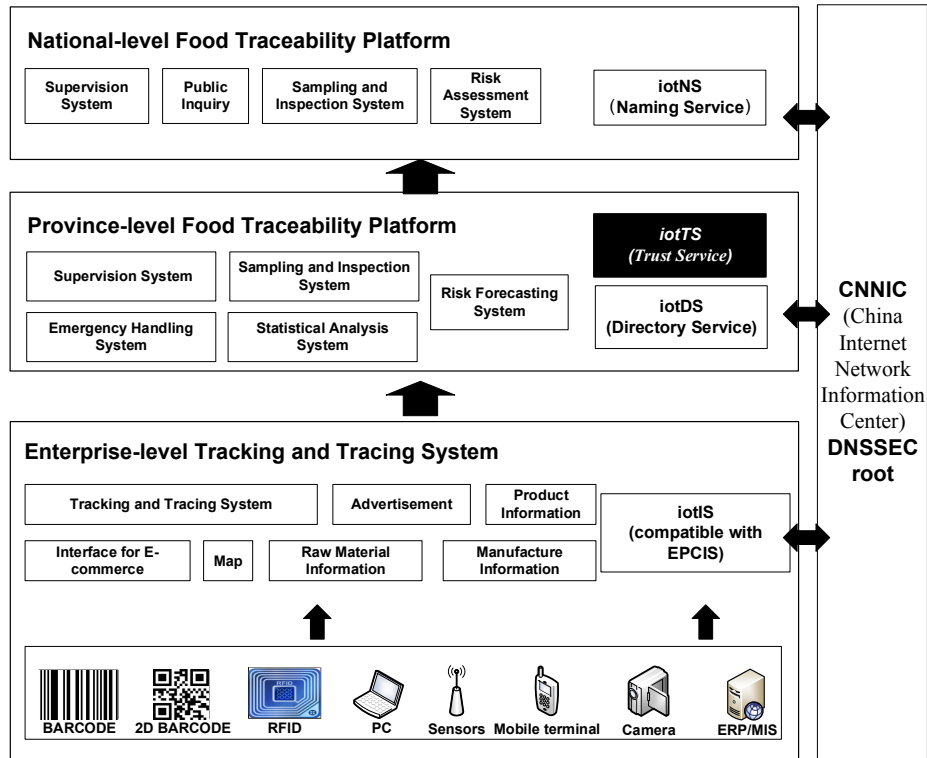 National-level Food Traceability Platform
Supervision
System
Public
Inquiry
Sampling and
Inspection System
Risk
Assessment
System
iotNS
(Naming Service)
Province-level Food Traceability Platform
Supervision System
Sampling and Inspection
System
Emergency Handling
System
Statistical Analysis
System
Risk Forecasting
System
iotTS
(Trust Service)
iotDS
(Directory Service)
Enterprise-level Tracking and Tracing System
Tracking and Tracing System
Advertisement
Product
Information
Interface for E-
commerce
Map
Raw Material
Information
Manufacture
Information
iotIS
(compatible with
EPCIS)
RFID
BARCODE
2D BARCODE
RFID
PC
Sensors
Mobile terminal
Camera
ERP/MIS
CNNIC
(China
Internet
Network
Information
Center)
DNSSEC
root